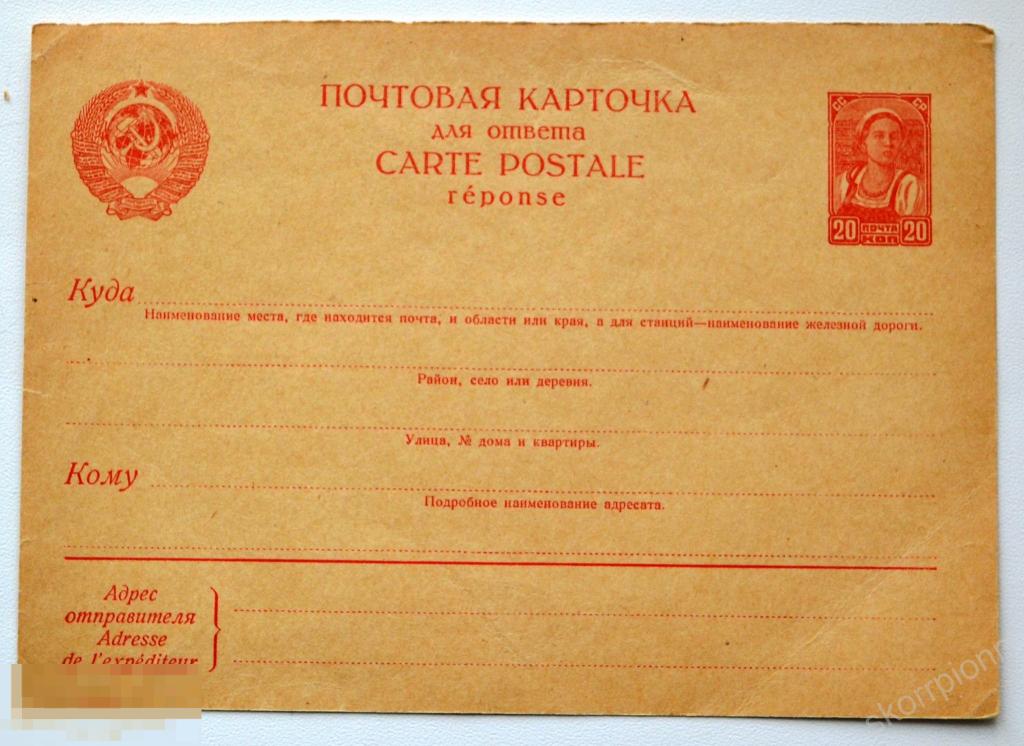 ПОЧТОВАЯ КАРТОЧКА
для ответа
CARTE POSTALE
réponse
СС СР
20 ПОЧТА КОП 20
Куда
Наименование места, где находится почта, и области или края, а для станций—наименование железной дороги.
Район, село или деревня.
Улица, № дома и квартиры.
Кому
Подробное наименование адресата.
Адрес
отправителя
Adresse
de l'expéditeur